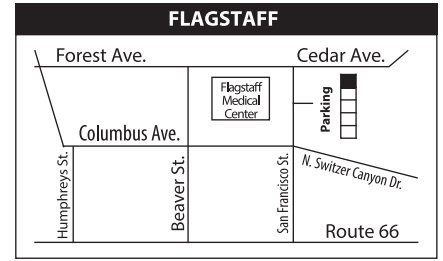 FLAGSTAFF
Forest Ave.
Cedar Ave.
Flagstaff
Medical
Center
Parking
Columbus Ave.
Humphreys St.
Beaver St.
San Francisco St.
N. Switzer Canyon Dr.
Route 66